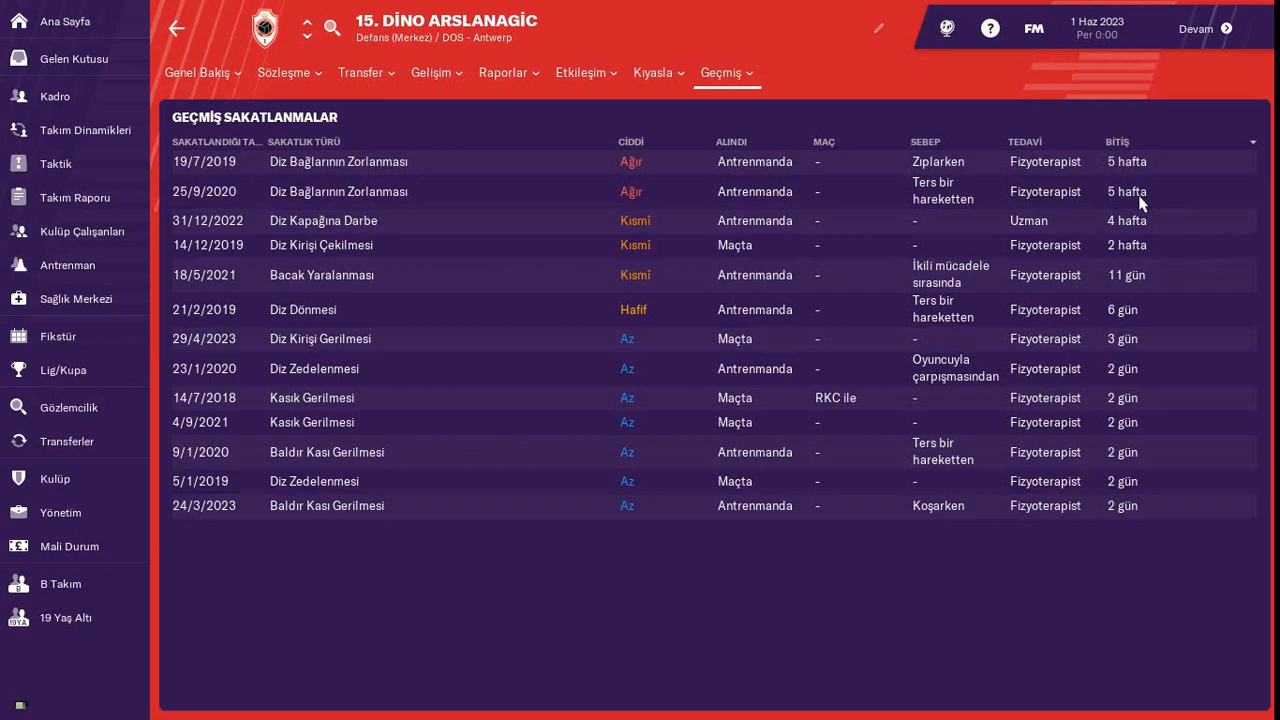 Ana Sayfa
Gelen Kutusu
Kadro
Takım Dinamikleri
Taktik
Takım Raporu
Kulüp Çalışanları
Antrenman
Sağlık Merkezi
Fikstür
Lig/Kupa
Gözlemcilik
Transferler
Kulüp
Yönetim
Mali Durum
B Takım
19 Yaş Altı
15. DİNO ARSLANAGİC
Defans (Merkez) / DOS - Antwerp
FM
1 Haz 2023
Per 0:00
Devam
Genel Bakış Sözleşme Transfer Gelişim Raporlar Etkileşim Kıyasla Geçmiş
GEÇMİŞ SAKATLANMALAR
SAKATLANDIĞI TA... SAKATLIK TÜRÜ CİDDİ ALINDI MAÇ SEBEP TEDAVİ BİTİŞ
19/7/2019 Diz Bağlarının Zorlanması Ağır Antrenmanda - Zıplarken Fizyoterapist 5 hafta
25/9/2020 Diz Bağlarının Zorlanması Ağır Antrenmanda - Ters bir hareketten Fizyoterapist 5 hafta
31/12/2022 Diz Kapağına Darbe Kısmî Antrenmanda - - Uzman 4 hafta
14/12/2019 Diz Kirişi Çekilmesi Kısmî Maçta - - Fizyoterapist 2 hafta
18/5/2021 Bacak Yaralanması Kısmî Antrenmanda - İkili mücadele sırasında Fizyoterapist 11 gün
21/2/2019 Diz Dönmesi Hafif Antrenmanda - Ters bir hareketten Fizyoterapist 6 gün
29/4/2023 Diz Kirişi Gerilmesi Az Maçta - - Fizyoterapist 3 gün
23/1/2020 Diz Zedelenmesi Az Antrenmanda - Oyuncuyla çarpışmasından Fizyoterapist 2 gün
14/7/2018 Kasık Gerilmesi Az Maçta RKC ile - Fizyoterapist 2 gün
4/9/2021 Kasık Gerilmesi Az Maçta - - Fizyoterapist 2 gün
9/1/2020 Baldır Kası Gerilmesi Az Antrenmanda - Ters bir hareketten Fizyoterapist 2 gün
5/1/2019 Diz Zedelenmesi Az Maçta - - Fizyoterapist 2 gün
24/3/2023 Baldır Kası Gerilmesi Az Antrenmanda - Koşarken Fizyoterapist 2 gün